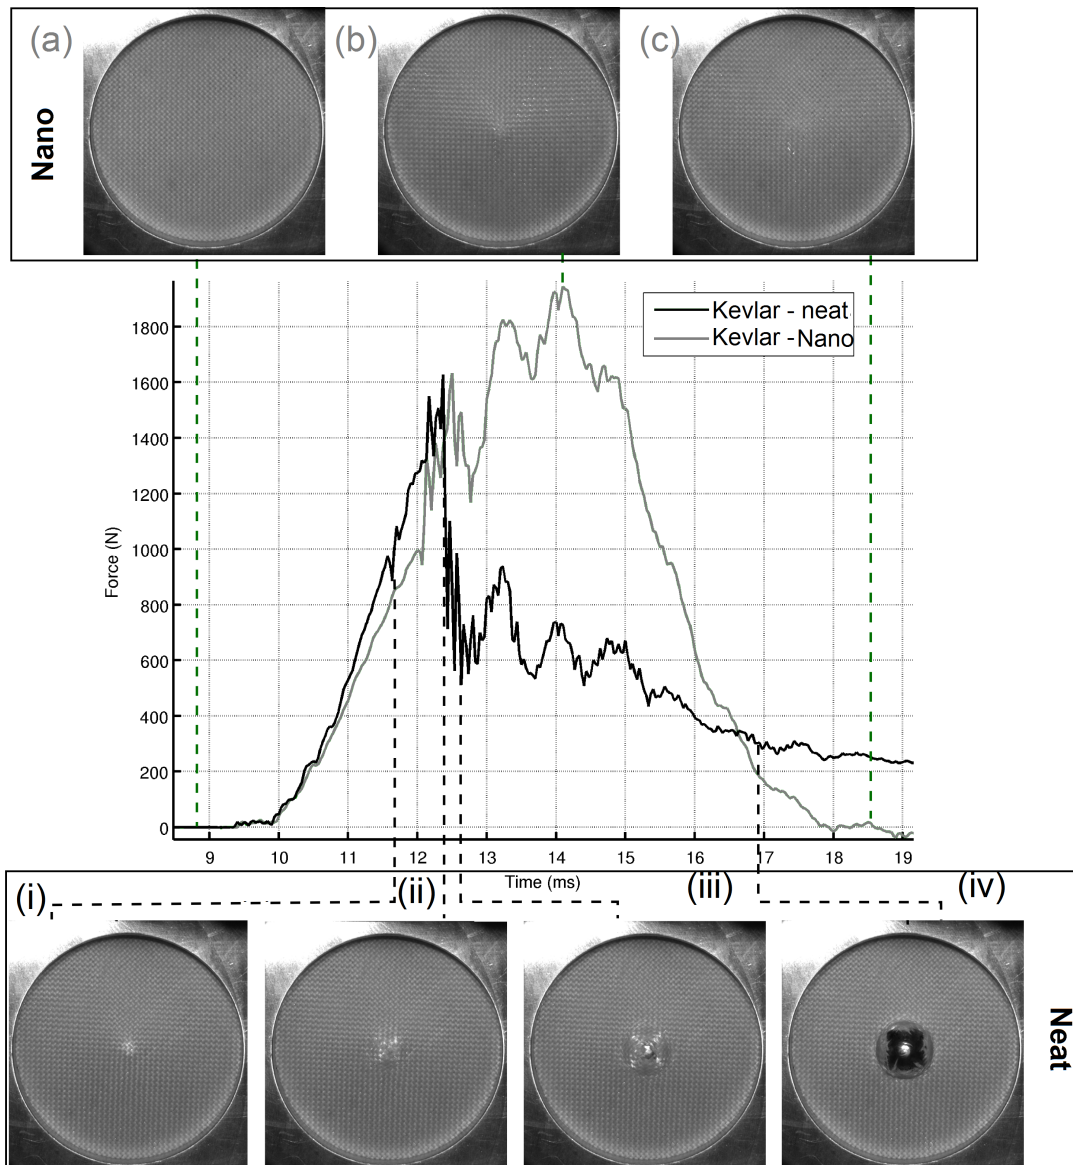 (a) (b) (c)
Nano
Kevlar - neat
Kevlar -Nano
1800
1600
1400
1200
1000
800
600
400
200
0
Force (N)
9 10 11 12 13 14 15 16 17 18 19
Time (ms)
(i) (ii) (iii) (iv)
Neat